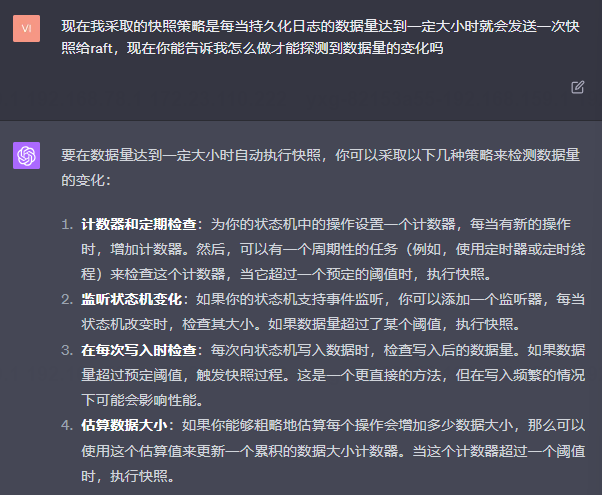 VI
现在我采取的快照策略是每当持久化日志的数据量达到一定大小时就会发送一次快
照给raft，现在你能告诉我怎么做才能探测到数据量的变化吗
要在数据量达到一定大小时自动执行快照，你可以采取以下几种策略来检测数据量
的变化：
1. 计数器和定期检查：为你的状态机中的操作设置一个计数器，每当有新的操作
时，增加计数器。然后，可以有一个周期性的任务（例如，使用定时器或定时线
程）来检查这个计数器，当它超过一个预定的阈值时，执行快照。
2. 监听状态机变化：如果你的状态机支持事件监听，你可以添加一个监听器，每当
状态机改变时，检查其大小。如果数据量超过了某个阈值，执行快照。
3. 在每次写入时检查：每次向状态机写入数据时，检查写入后的数据量。如果数据
量超过预定阈值，触发快照过程。这是一个更直接的方法，但在写入频繁的情况
下可能会影响性能。
4. 估算数据大小：如果你能够粗略地估算每个操作会增加多少数据大小，那么可以
使用这个估算值来更新一个累积的数据大小计数器。当这个计数器超过一个阈值
时，执行快照。